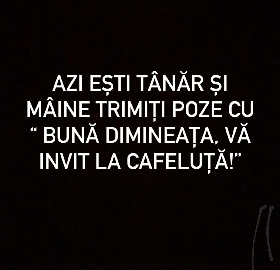 AZI EȘTI TÂNĂR ȘI
MÂINE TRIMIȚI POZE CU
“ BUNĂ DIMINEAȚA, VĂ
INVIT LA CAFELUȚĂ!”